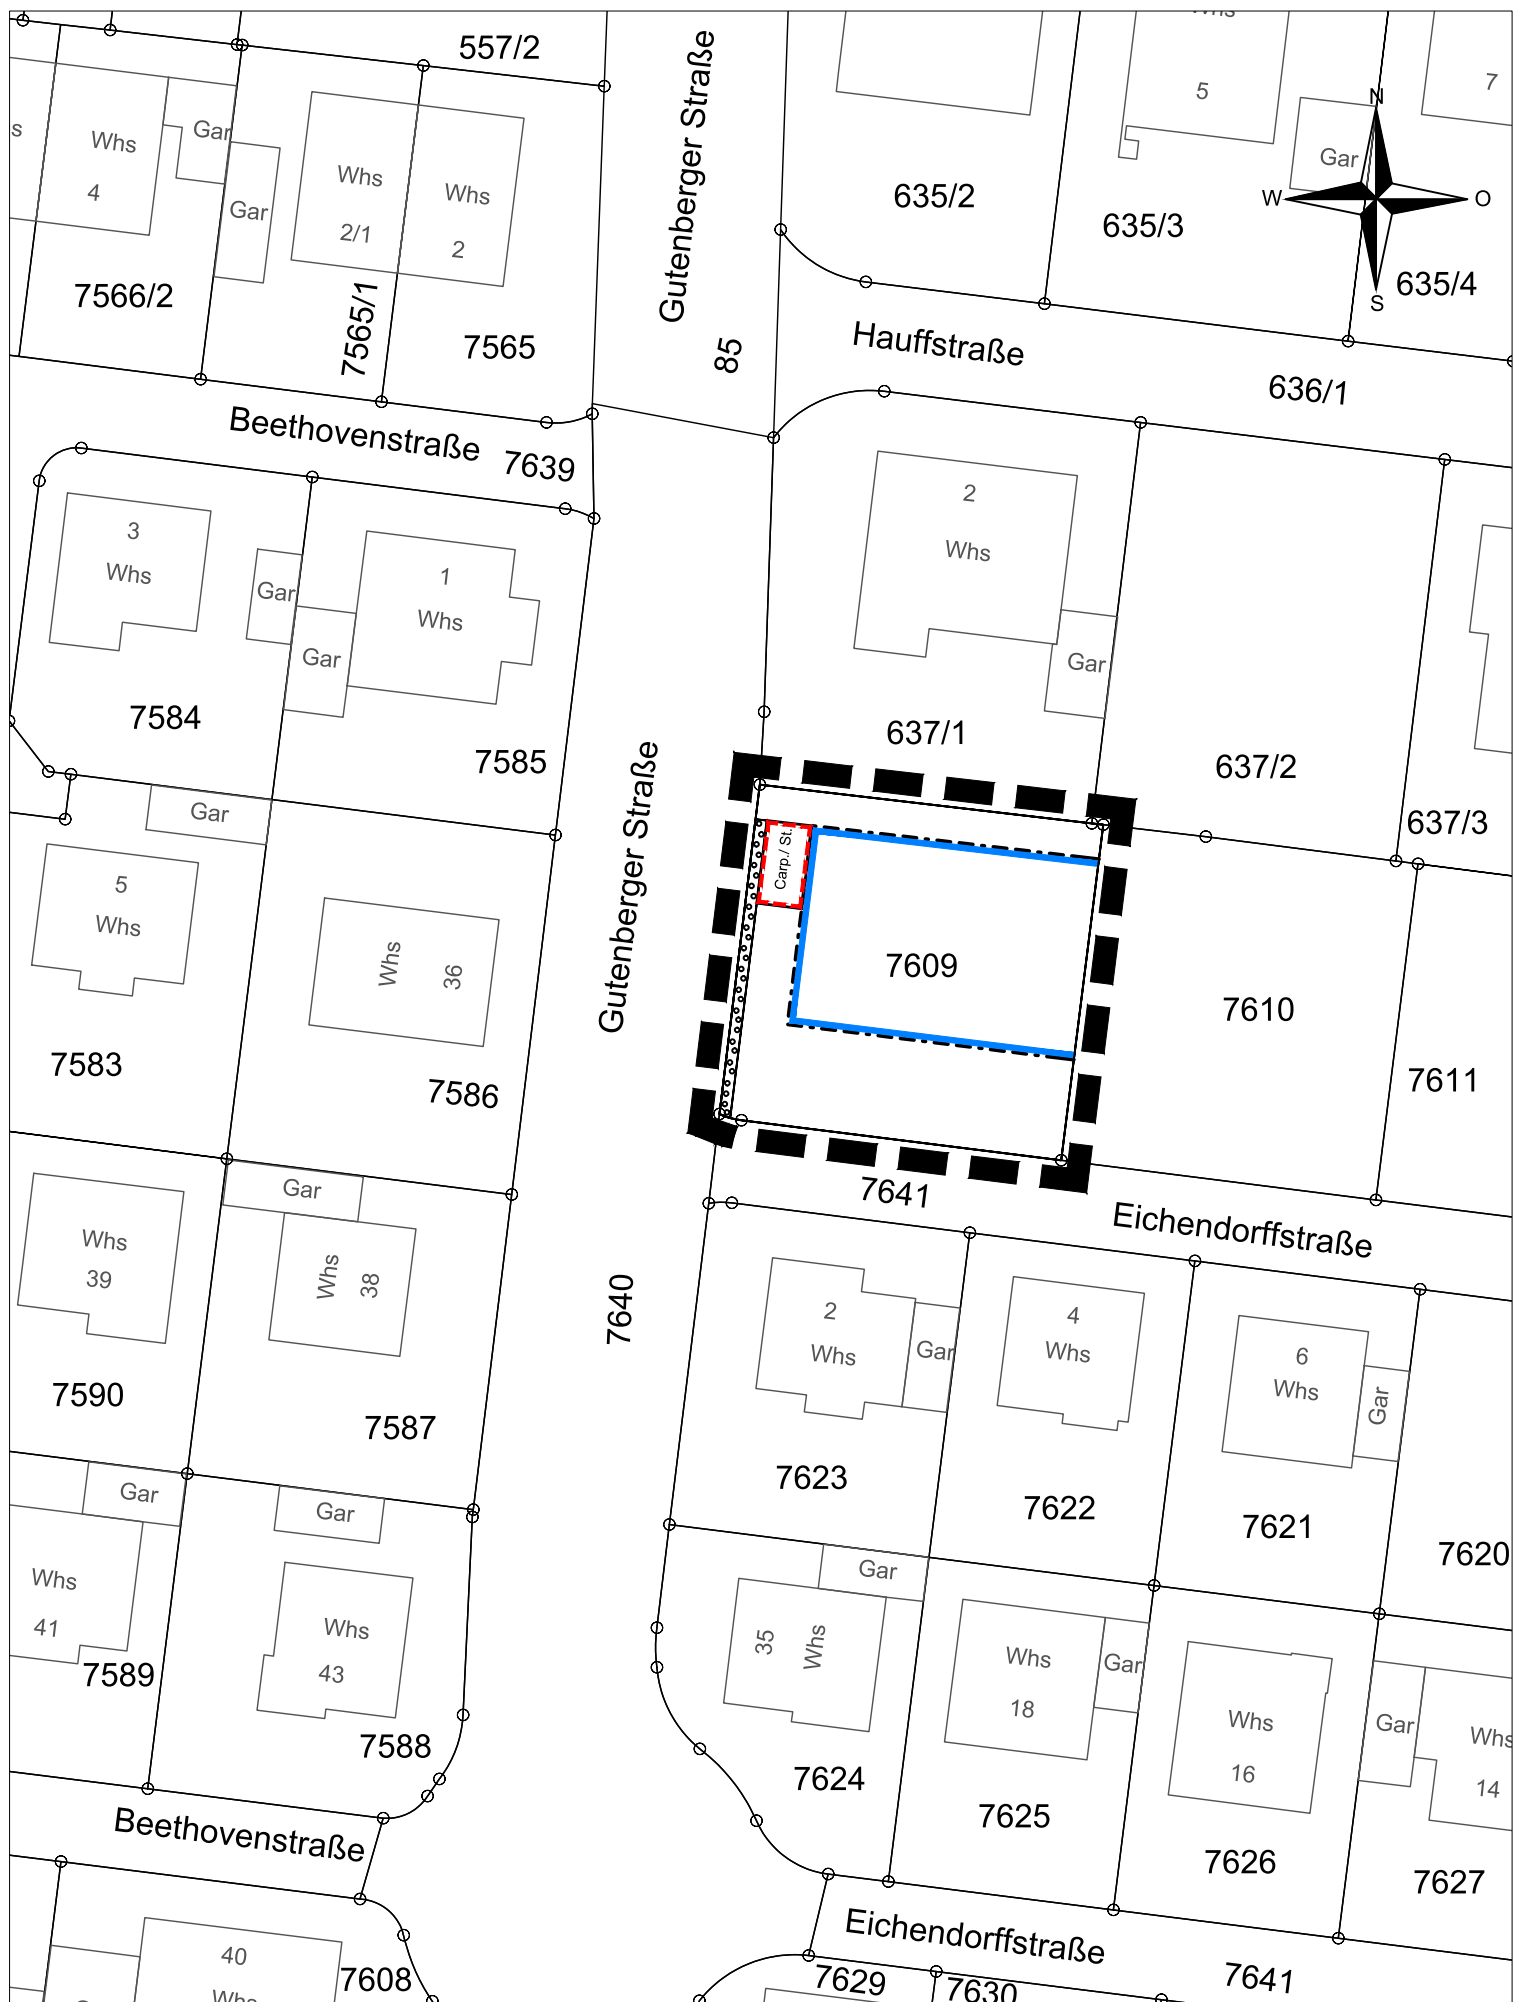 557/2
Gutenberger Straße
5
7
N
Gar
W
O
S
Whs
4
Gar
Gar
Whs
2/1
Whs
2
635/2
635/3
635/4
7566/2
7565/1
7565
85
Hauffstraße
636/1
Beethovenstraße
7639
3
Whs
Gar
1
Whs
Gar
2
Whs
Gar
7584
7585
637/1
637/2
637/3
Gar
Gutenberger Straße
Carp./ St.
5
Whs
Whs
36
7609
7610
7583
7586
7611
7641
Eichendorffstraße
Gar
Whs
39
Whs
38
7640
2
Whs
Gar
4
Whs
6
Whs
Gar
7590
7587
7623
7622
7621
7620
Gar
Gar
Gar
Whs
41
Whs
43
35
Whs
Whs
18
Gar
Whs
16
Gar
Whs
14
7589
7588
7624
7625
7626
7627
Beethovenstraße
Eichendorffstraße
40
Whs
7608
7629
7630
7641